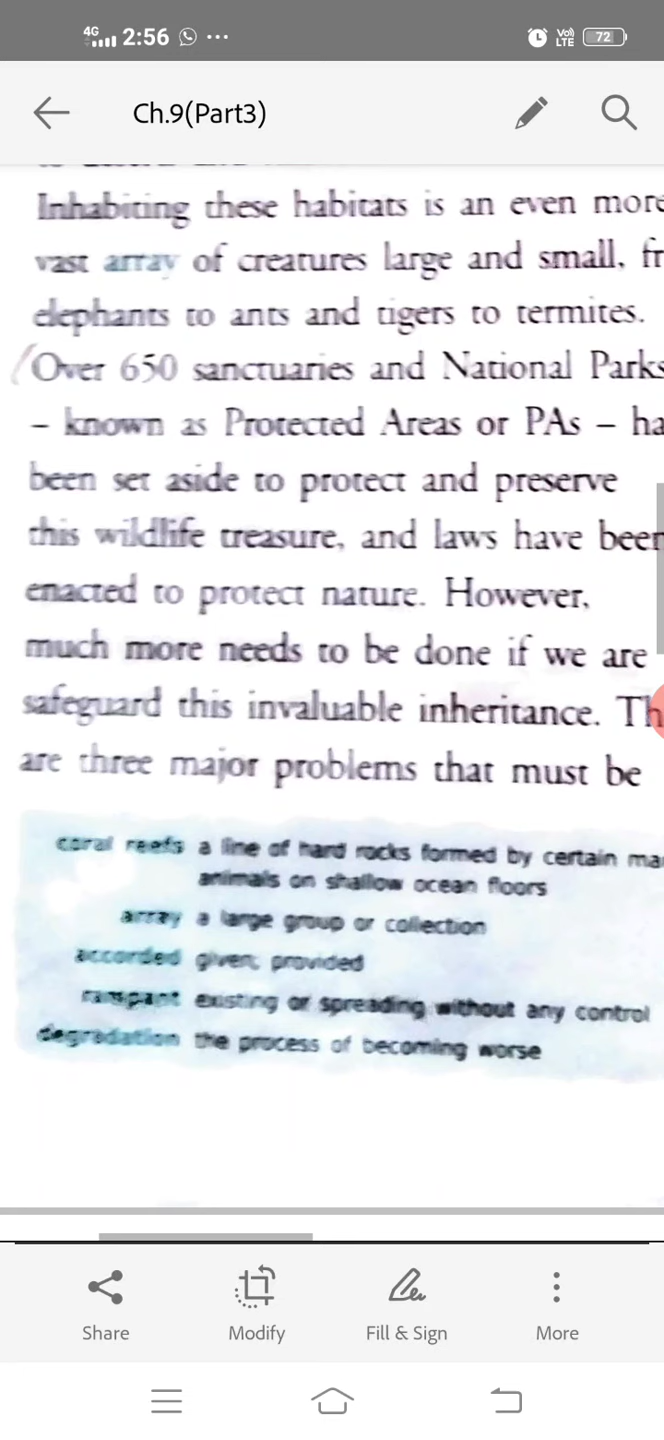 4G 2:56 ... Vo) LTE 72
Ch.9(Part3)
Inhabiting these habitats is an even more
vast array of creatures large and small, fr
elephants to ants and tigers to termites.
Over 650 sanctuaries and National Parks
– known as Protected Areas or PAs – ha
been set aside to protect and preserve
this wildlife treasure, and laws have been
enacted to protect nature. However,
much more needs to be done if we are
safeguard this invaluable inheritance. Th
are three major problems that must be
coral reefs a line of hard rocks formed by certain ma
animals on shallow ocean floors
array a large group or collection
accorded given; provided
rampant existing or spreading without any control
degradation the process of becoming worse
Share Modify Fill & Sign More